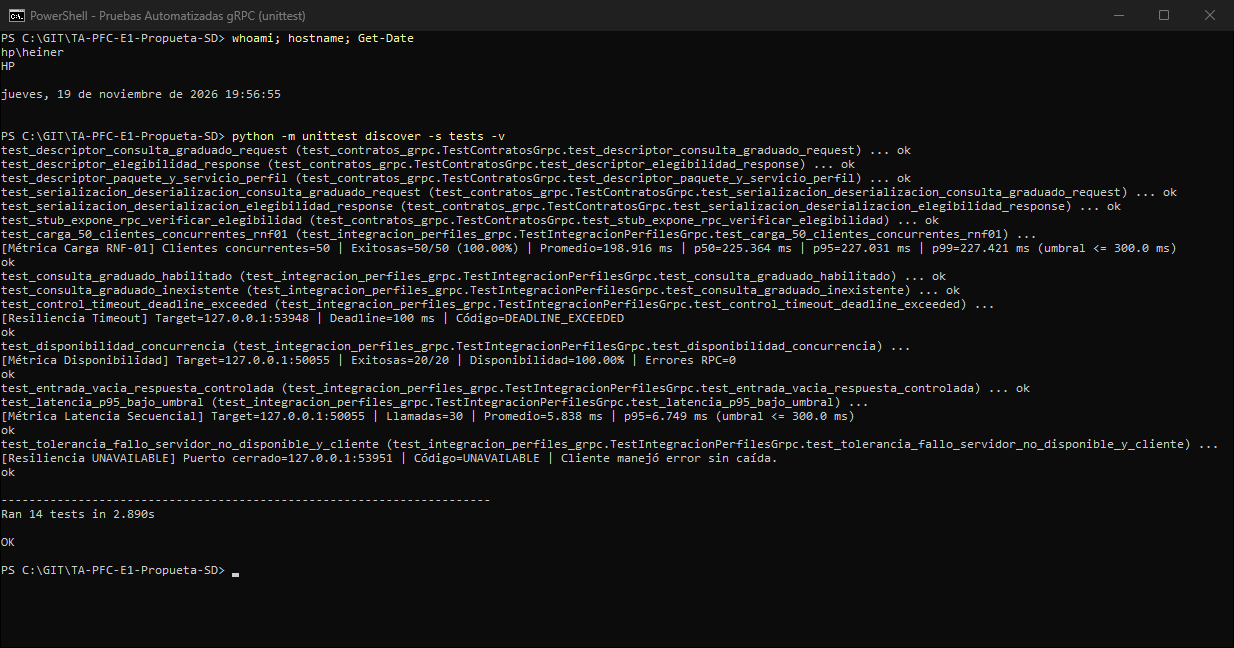 PowerShell - Pruebas Automatizadas gRPC (unittest)
PS C:\GIT\TA-PFC-E1-Propueta-SD> whoami; hostname; Get-Date
hp\heiner
HP
jueves, 19 de noviembre de 2026 19:56:55
PS C:\GIT\TA-PFC-E1-Propueta-SD> python -m unittest discover -s tests -v
test_descriptor_consulta_graduado_request (test_contratos_grpc.TestContratosGrpc.test_descriptor_consulta_graduado_request) ... ok
test_descriptor_elegibilidad_response (test_contratos_grpc.TestContratosGrpc.test_descriptor_elegibilidad_response) ... ok
test_descriptor_paquete_y_servicio_perfil (test_contratos_grpc.TestContratosGrpc.test_descriptor_paquete_y_servicio_perfil) ... ok
test_serializacion_deserializacion_consulta_graduado_request (test_contratos_grpc.TestContratosGrpc.test_serializacion_deserializacion_consulta_graduado_request) ... ok
test_serializacion_deserializacion_elegibilidad_response (test_contratos_grpc.TestContratosGrpc.test_serializacion_deserializacion_elegibilidad_response) ... ok
test_stub_expone_rpc_verificar_elegibilidad (test_contratos_grpc.TestContratosGrpc.test_stub_expone_rpc_verificar_elegibilidad) ... ok
test_carga_50_clientes_concurrentes_rnf01 (test_integracion_perfiles_grpc.TestIntegracionPerfilesGrpc.test_carga_50_clientes_concurrentes_rnf01) ...
[Métrica Carga RNF-01] Clientes concurrentes=50 | Exitosas=50/50 (100.00%) | Promedio=198.916 ms | p50=225.364 ms | p95=227.031 ms | p99=227.421 ms (umbral <= 300.0 ms)
ok
test_consulta_graduado_habilitado (test_integracion_perfiles_grpc.TestIntegracionPerfilesGrpc.test_consulta_graduado_habilitado) ... ok
test_consulta_graduado_inexistente (test_integracion_perfiles_grpc.TestIntegracionPerfilesGrpc.test_consulta_graduado_inexistente) ... ok
test_control_timeout_deadline_exceeded (test_integracion_perfiles_grpc.TestIntegracionPerfilesGrpc.test_control_timeout_deadline_exceeded) ...
[Resiliencia Timeout] Target=127.0.0.1:53948 | Deadline=100 ms | Código=DEADLINE_EXCEEDED
ok
test_disponibilidad_concurrencia (test_integracion_perfiles_grpc.TestIntegracionPerfilesGrpc.test_disponibilidad_concurrencia) ...
[Métrica Disponibilidad] Target=127.0.0.1:50055 | Exitosas=20/20 | Disponibilidad=100.00% | Errores RPC=0
ok
test_entrada_vacia_respuesta_controlada (test_integracion_perfiles_grpc.TestIntegracionPerfilesGrpc.test_entrada_vacia_respuesta_controlada) ... ok
test_latencia_p95_bajo_umbral (test_integracion_perfiles_grpc.TestIntegracionPerfilesGrpc.test_latencia_p95_bajo_umbral) ...
[Métrica Latencia Secuencial] Target=127.0.0.1:50055 | Llamadas=30 | Promedio=5.838 ms | p95=6.749 ms (umbral <= 300.0 ms)
ok
test_tolerancia_fallo_servidor_no_disponible_y_cliente (test_integracion_perfiles_grpc.TestIntegracionPerfilesGrpc.test_tolerancia_fallo_servidor_no_disponible_y_cliente) ...
[Resiliencia UNAVAILABLE] Puerto cerrado=127.0.0.1:53951 | Código=UNAVAILABLE | Cliente manejó error sin caída.
ok
----------------------------------------------------------------------
Ran 14 tests in 2.890s
OK
PS C:\GIT\TA-PFC-E1-Propueta-SD>